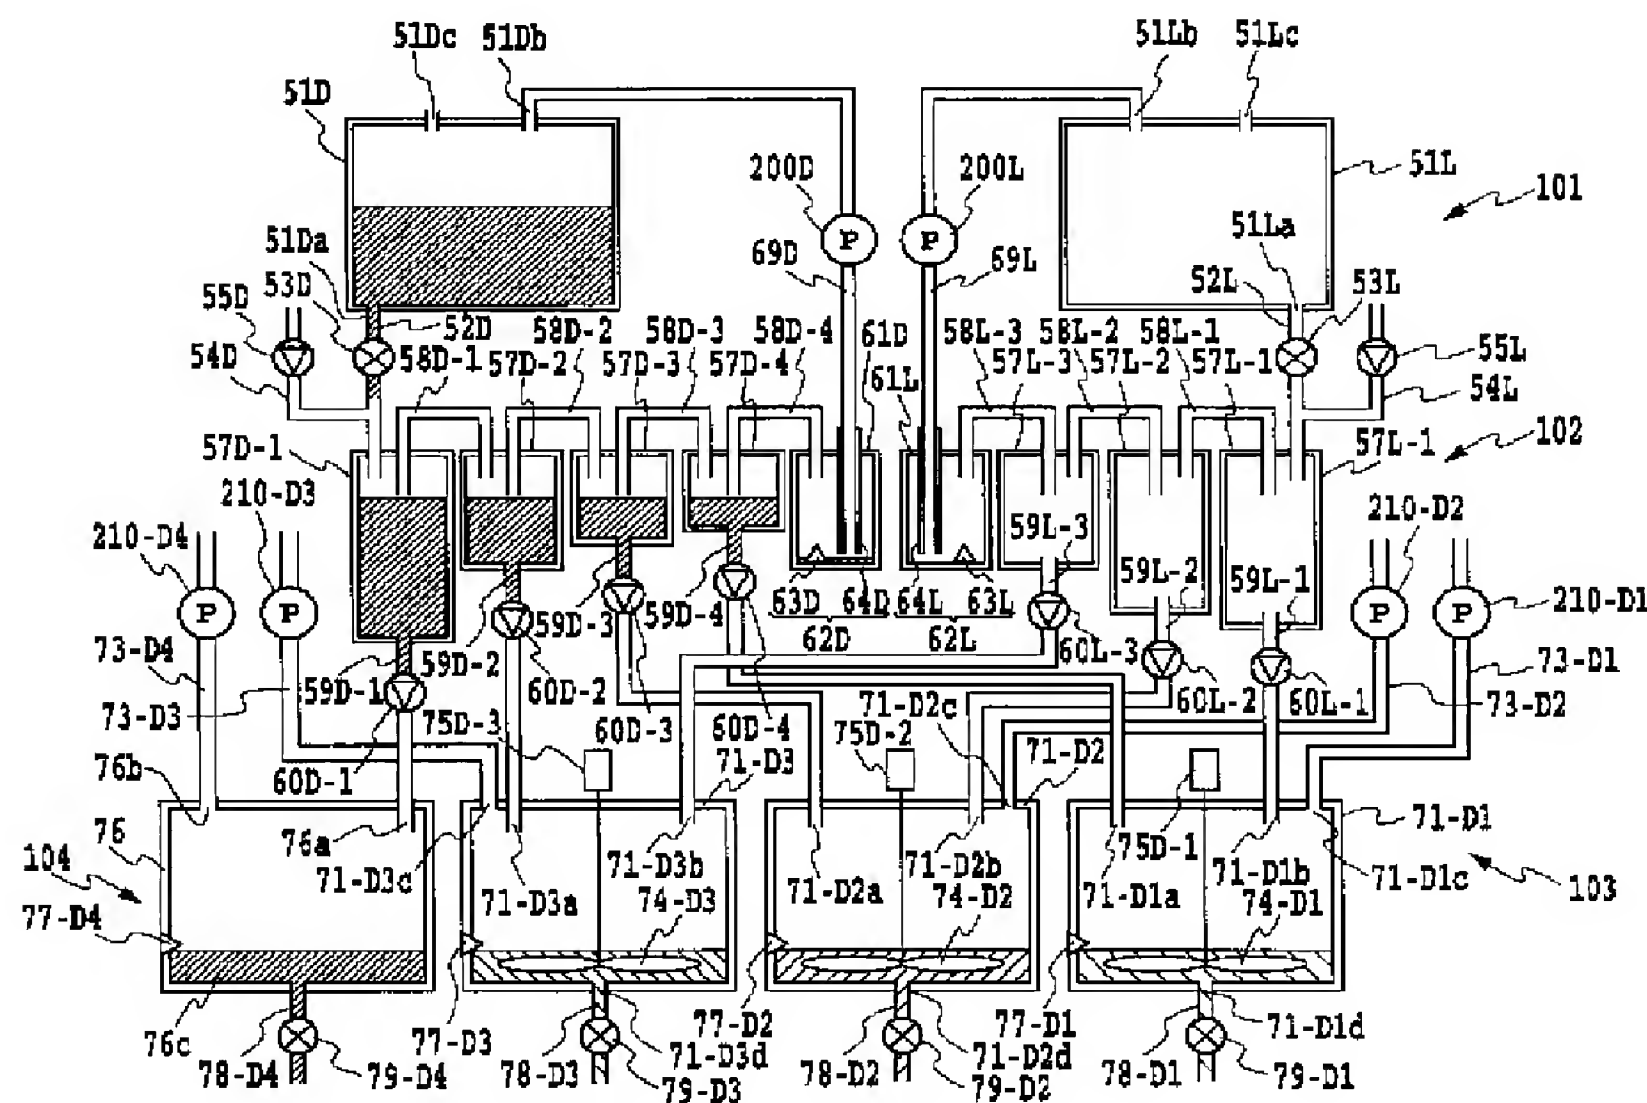 51Dc 51Db 51Lb 51Lc
51D
200D 200L 51L
101
51Da 69D 69L 51La
53D 52L 53L
55D 52D 58D-2 58D-3 58D-4 61D 58L-3 58L-2 58L-1
54D 58D-1 57D-2 57D-3 57D-4 61L 57L-3 57L-2 57L-1 55L
54L
P P
57D-1 57L-1 102
210-D3
210-D4 59L-3 210-D2
59L-2 59L-1
P P 59D-3 59D-4 63D 64D 64L 63L P P 210-D1
62D 62L
73-D4 59D-2 60L-3 73-D1
59D-1 60D-2 60L-2 60L-1
73-D3 75D-3 60D-3 60D-4 71-D2c 73-D2
75D-2
76b 60D-1 71-D3 71-D2
76 76a 71-D3b 71-D2b 75D-1 71-D1b 71-D1
104 71-D3c 71-D3a 71-D2a 71-D1a 71-D1c 103
77-D4 74-D3 74-D2 74-D1
76c 77-D3 77-D2 77-D1 71-D1d
71-D3d 71-D2d
78-D4 79-D4 78-D3 79-D3 78-D2 79-D2 78-D1 79-D1